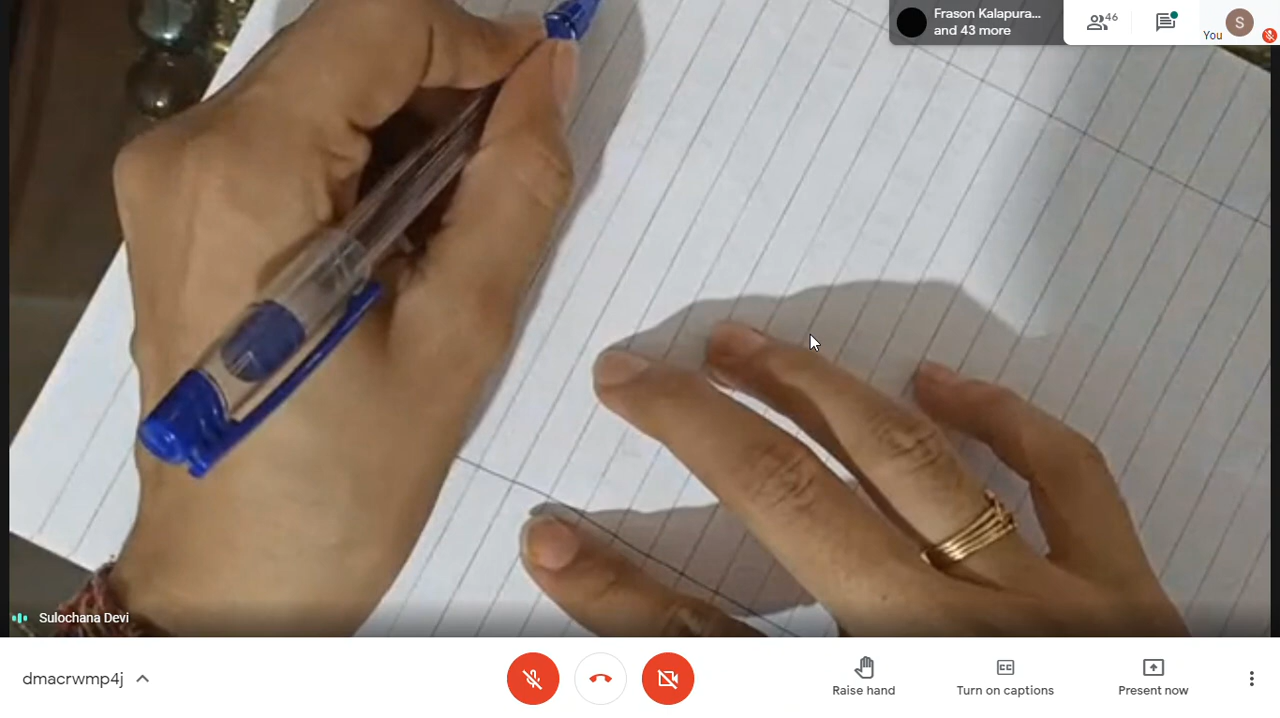 Frason Kalapura...
and 43 more
46
You
S
Sulochana Devi
dmacrwmp4j
Raise hand
Turn on captions
Present now